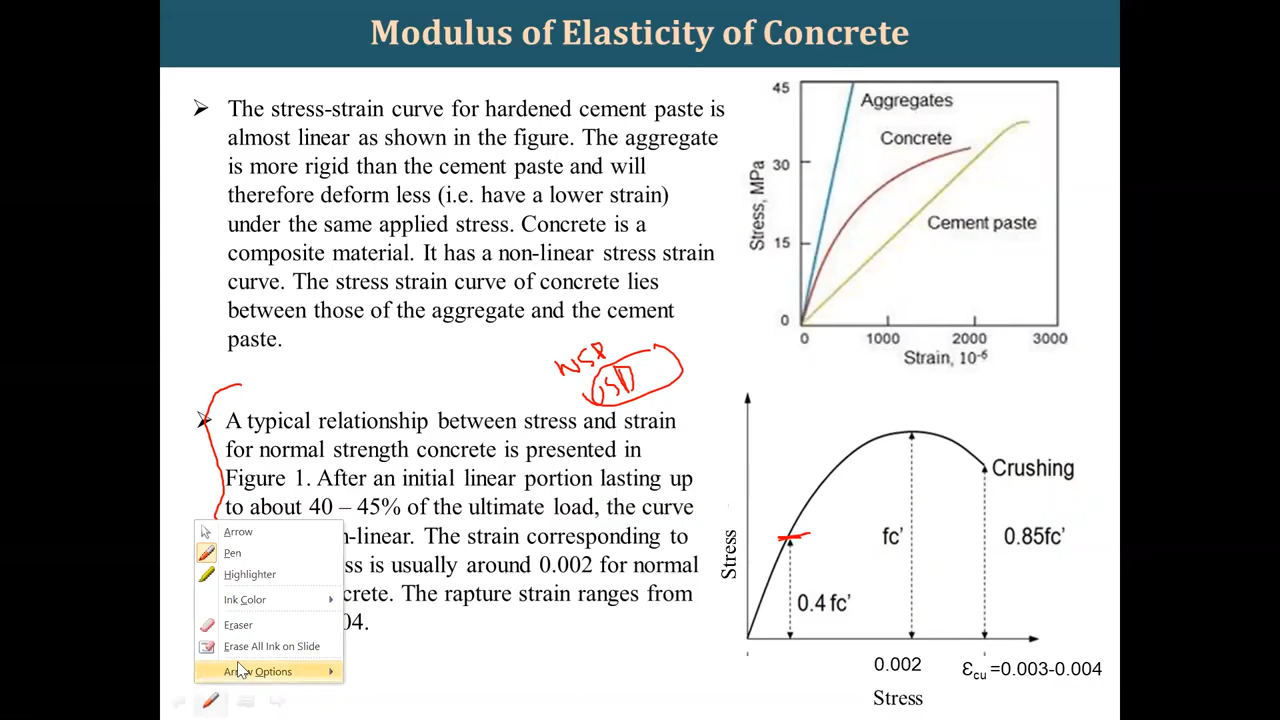 Modulus of Elasticity of Concrete
➢ The stress-strain curve for hardened cement paste is
almost linear as shown in the figure. The aggregate
is more rigid than the cement paste and will
therefore deform less (i.e. have a lower strain)
under the same applied stress. Concrete is a
composite material. It has a non-linear stress strain
curve. The stress strain curve of concrete lies
between those of the aggregate and the cement
paste.
WSD
USD
➢ A typical relationship between stress and strain
for normal strength concrete is presented in
Figure 1. After an initial linear portion lasting up
to about 40 – 45% of the ultimate load, the curve
n-linear. The strain corresponding to
ss is usually around 0.002 for normal
crete. The rapture strain ranges from
04.
Arrow
Pen
Highlighter
Ink Color
Eraser
Erase All Ink on Slide
Arrow Options
45
30
15
0
Stress, MPa
Aggregates
Concrete
Cement paste
0 1000 2000 3000
Strain, 10⁻⁶
Stress
Crushing
fc’
0.85fc’
0.4 fc’
0.002
Ɛcu =0.003-0.004
Stress